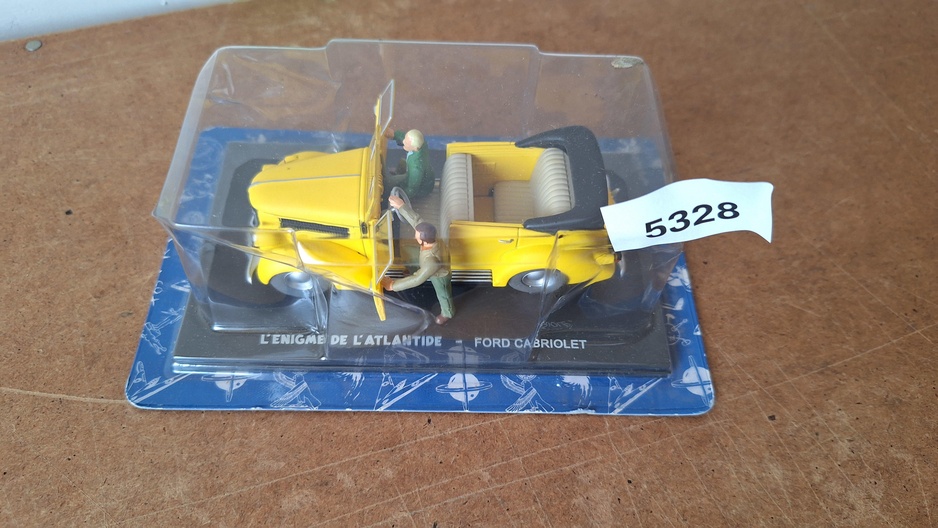 5328
L'ENIGME DE L'ATLANTIDE - FORD CABRIOLET